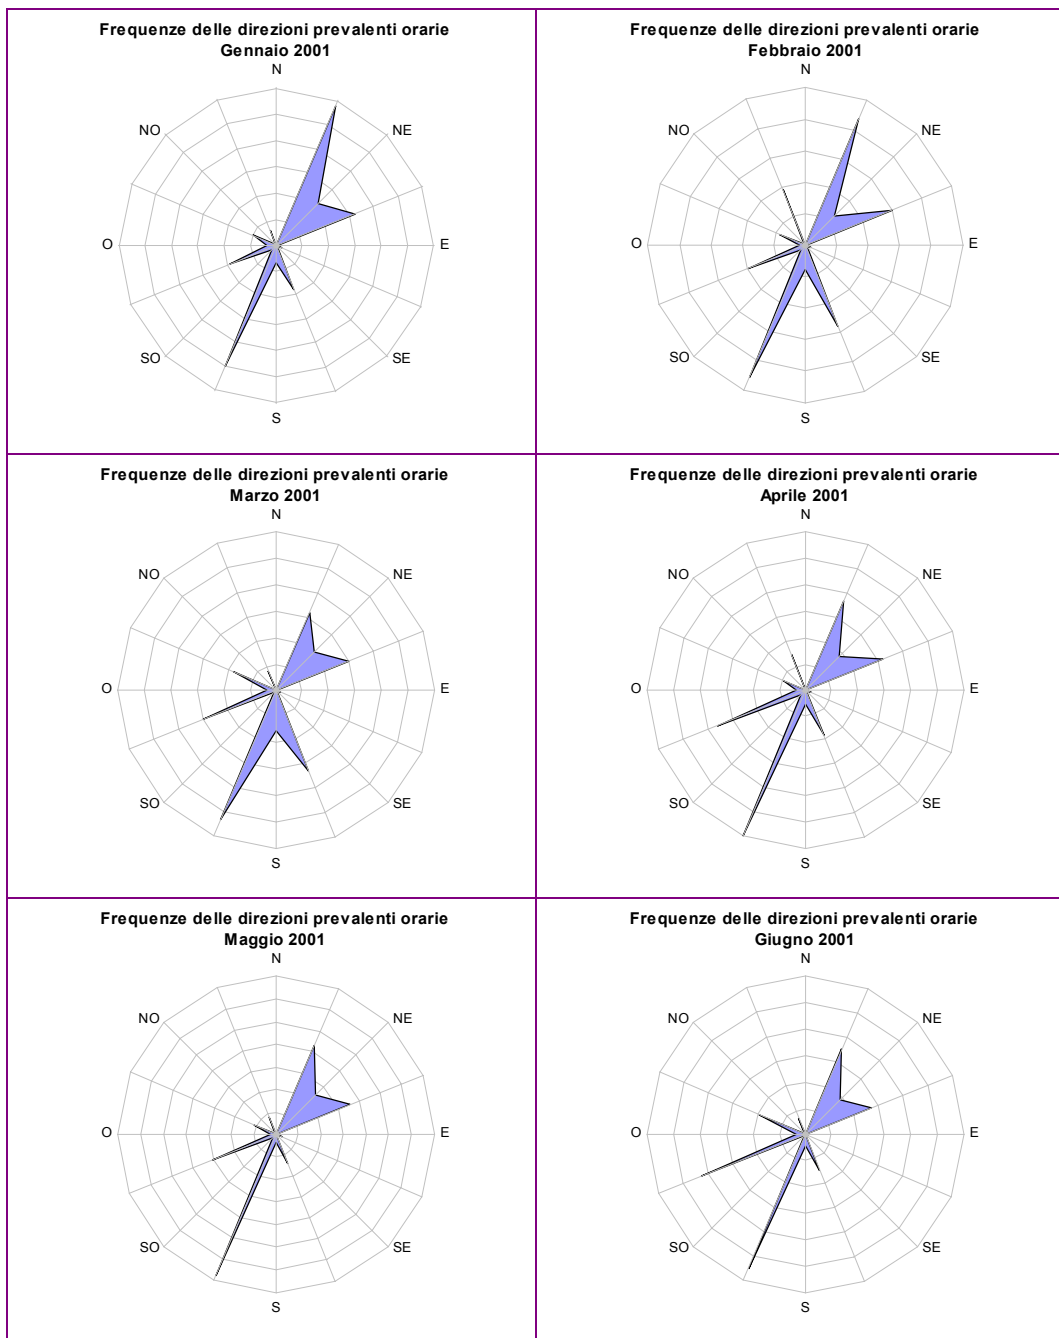 Frequenze delle direzioni prevalenti orarie
Gennaio 2001
N
NO
NE
O
E
SO
SE
S
Frequenze delle direzioni prevalenti orarie
Febbraio 2001
N
NO
NE
O
E
SO
SE
S
Frequenze delle direzioni prevalenti orarie
Marzo 2001
N
NO
NE
O
E
SO
SE
S
Frequenze delle direzioni prevalenti orarie
Aprile 2001
N
NO
NE
O
E
SO
SE
S
Frequenze delle direzioni prevalenti orarie
Maggio 2001
N
NO
NE
O
E
SO
SE
S
Frequenze delle direzioni prevalenti orarie
Giugno 2001
N
NO
NE
O
E
SO
SE
S